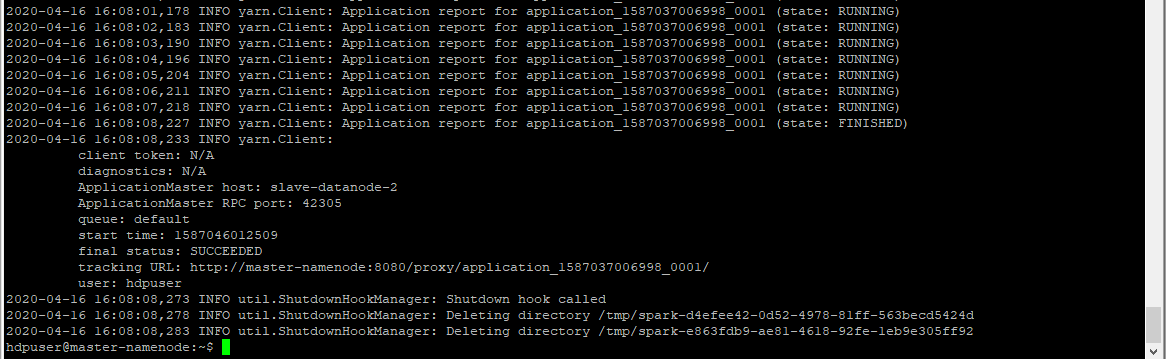 2020-04-16 16:08:01,178 INFO yarn.Client: Application report for application_1587037006998_0001 (state: RUNNING)
2020-04-16 16:08:02,183 INFO yarn.Client: Application report for application_1587037006998_0001 (state: RUNNING)
2020-04-16 16:08:03,190 INFO yarn.Client: Application report for application_1587037006998_0001 (state: RUNNING)
2020-04-16 16:08:04,196 INFO yarn.Client: Application report for application_1587037006998_0001 (state: RUNNING)
2020-04-16 16:08:05,204 INFO yarn.Client: Application report for application_1587037006998_0001 (state: RUNNING)
2020-04-16 16:08:06,211 INFO yarn.Client: Application report for application_1587037006998_0001 (state: RUNNING)
2020-04-16 16:08:07,218 INFO yarn.Client: Application report for application_1587037006998_0001 (state: RUNNING)
2020-04-16 16:08:08,227 INFO yarn.Client: Application report for application_1587037006998_0001 (state: FINISHED)
2020-04-16 16:08:08,233 INFO yarn.Client:
client token: N/A
diagnostics: N/A
ApplicationMaster host: slave-datanode-2
ApplicationMaster RPC port: 42305
queue: default
start time: 1587046012509
final status: SUCCEEDED
tracking URL: http://master-namenode:8080/proxy/application_1587037006998_0001/
user: hdpuser
2020-04-16 16:08:08,273 INFO util.ShutdownHookManager: Shutdown hook called
2020-04-16 16:08:08,278 INFO util.ShutdownHookManager: Deleting directory /tmp/spark-d4efee42-0d52-4978-81ff-563becd5424d
2020-04-16 16:08:08,283 INFO util.ShutdownHookManager: Deleting directory /tmp/spark-e863fdb9-ae81-4618-92fe-1eb9e305ff92
hdpuser@master-namenode:~$